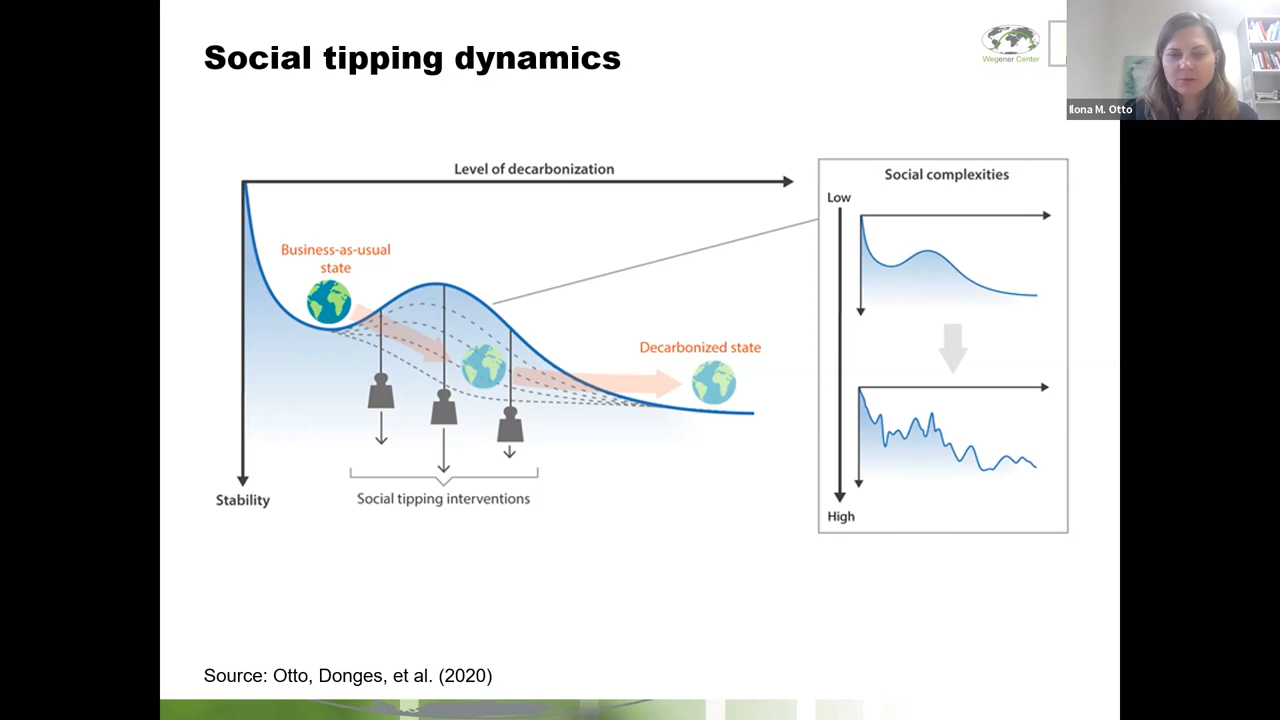 Social tipping dynamics
Wegener Center
Ilona M. Otto
Level of decarbonization
Business-as-usual
state
Decarbonized state
Stability
Social tipping interventions
Social complexities
Low
High
Source: Otto, Donges, et al. (2020)